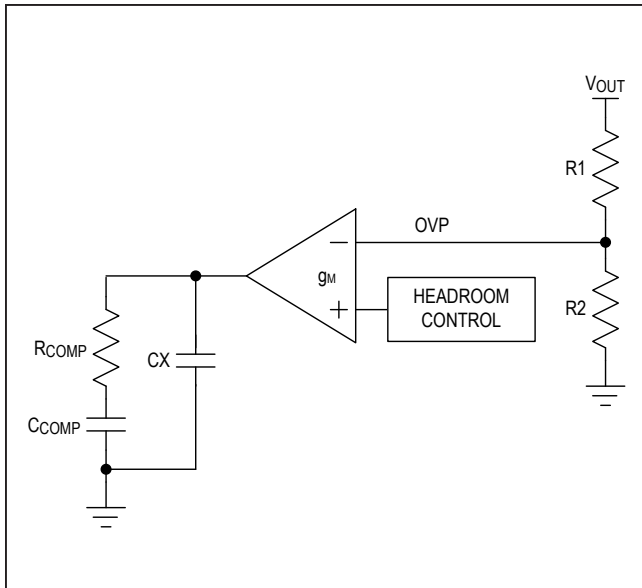 VOUT
R1
OVP
−
gM
+
HEADROOM
CONTROL
R2
RCOMP
CX
CCOMP